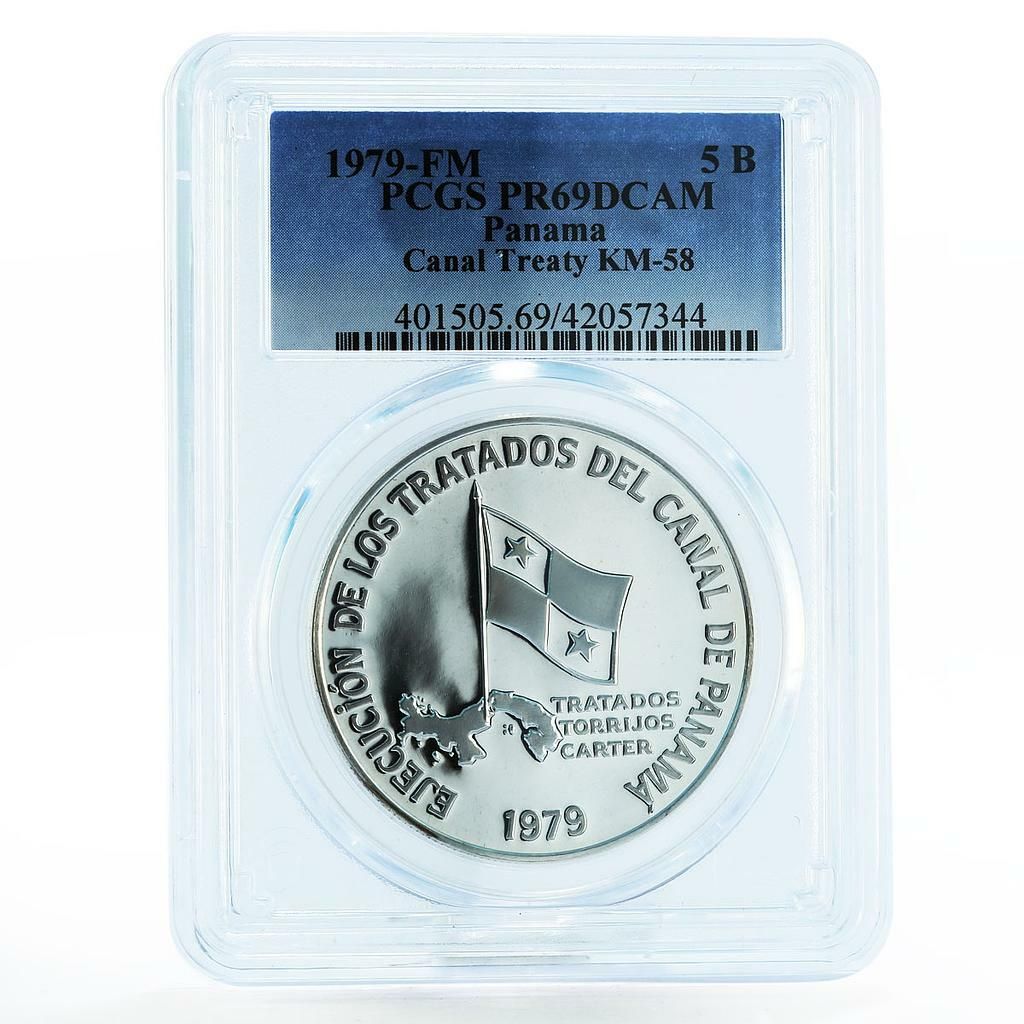 1979-FM 5 B
PCGS PR69DCAM
Panama
Canal Treaty KM-58
401505.69/42057344
EJECUCIÓN DE LOS TRATADOS DEL CANAL DE PANAMÁ
TRATADOS
TORRIJOS
CARTER
1979